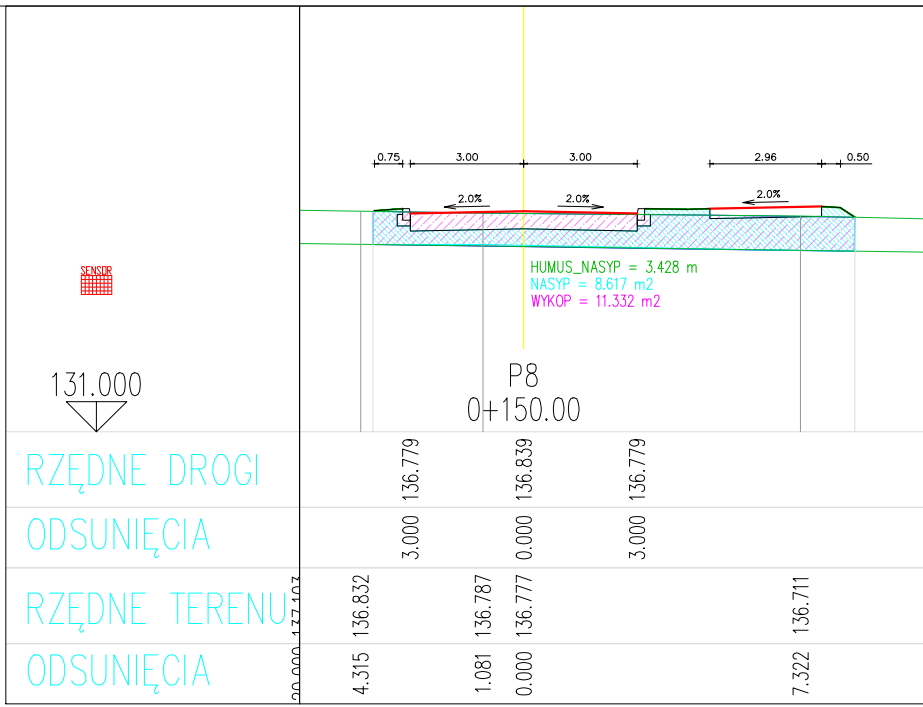 0.75 3.00 3.00 2.96 0.50
2.0% 2.0% 2.0%
SENSOR
HUMUS_NASYP = 3.428 m
NASYP = 8.617 m2
WYKOP = 11.332 m2
131.000
P8
0+150.00
RZĘDNE DROGI 136.779 136.839 136.779
ODSUNIĘCIA 3.000 0.000 3.000
RZĘDNE TERENU 136.832 136.787 136.777 136.711
ODSUNIĘCIA 4.315 1.081 0.000 7.322